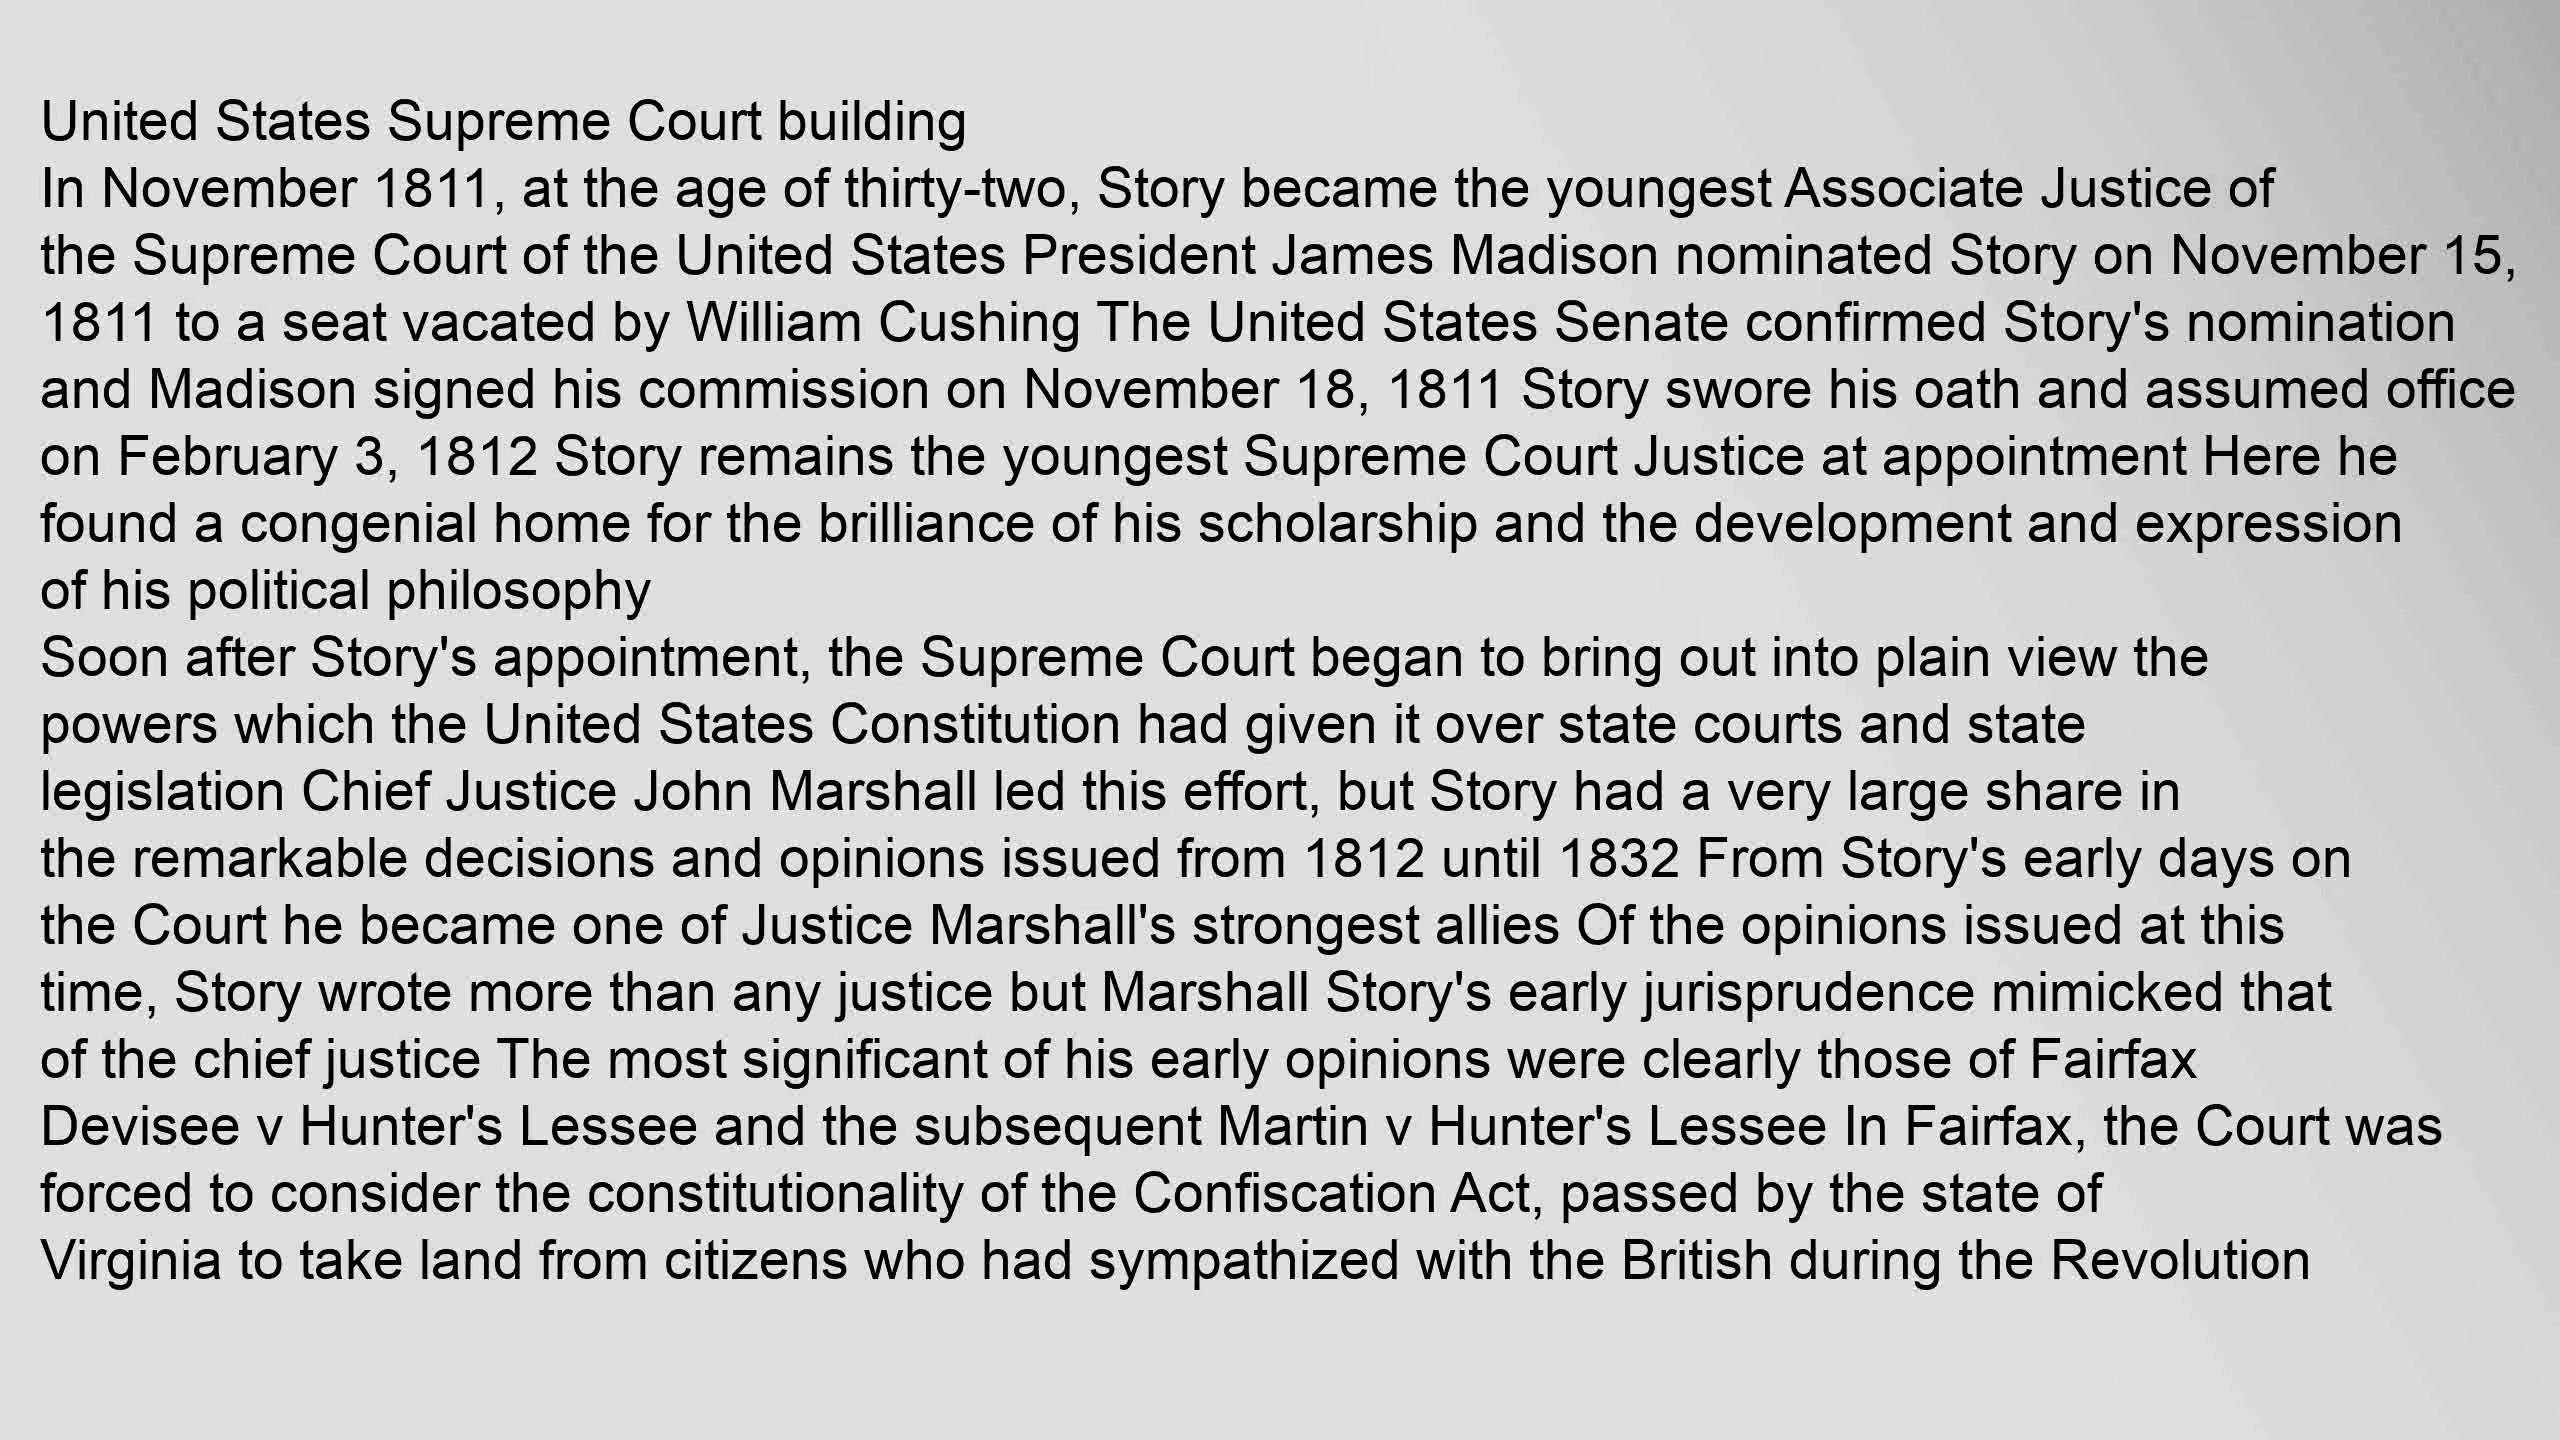 United States Supreme Court building
In November 1811, at the age of thirty-two, Story became the youngest Associate Justice of
the Supreme Court of the United States President James Madison nominated Story on November 15,
1811 to a seat vacated by William Cushing The United States Senate confirmed Story's nomination
and Madison signed his commission on November 18, 1811 Story swore his oath and assumed office
on February 3, 1812 Story remains the youngest Supreme Court Justice at appointment Here he
found a congenial home for the brilliance of his scholarship and the development and expression
of his political philosophy
Soon after Story's appointment, the Supreme Court began to bring out into plain view the
powers which the United States Constitution had given it over state courts and state
legislation Chief Justice John Marshall led this effort, but Story had a very large share in
the remarkable decisions and opinions issued from 1812 until 1832 From Story's early days on
the Court he became one of Justice Marshall's strongest allies Of the opinions issued at this
time, Story wrote more than any justice but Marshall Story's early jurisprudence mimicked that
of the chief justice The most significant of his early opinions were clearly those of Fairfax
Devisee v Hunter's Lessee and the subsequent Martin v Hunter's Lessee In Fairfax, the Court was
forced to consider the constitutionality of the Confiscation Act, passed by the state of
Virginia to take land from citizens who had sympathized with the British during the Revolution